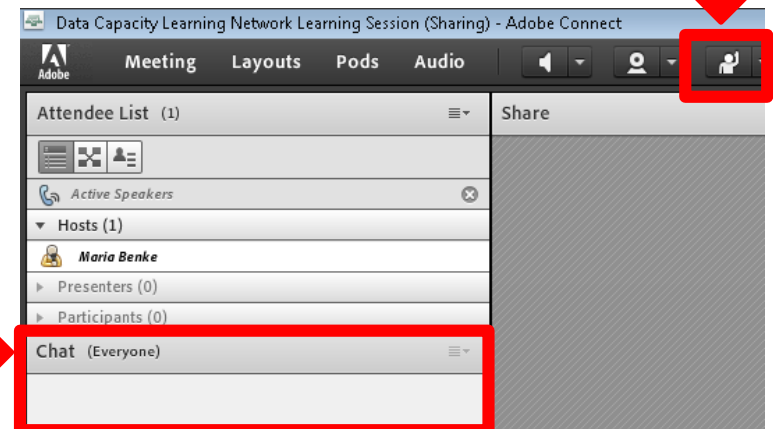 Data Capacity Learning Network Learning Session (Sharing) - Adobe Connect
Adobe Meeting Layouts Pods Audio
Attendee List (1)
Share
Active Speakers
Hosts (1)
Maria Benke
Presenters (0)
Participants (0)
Chat (Everyone)